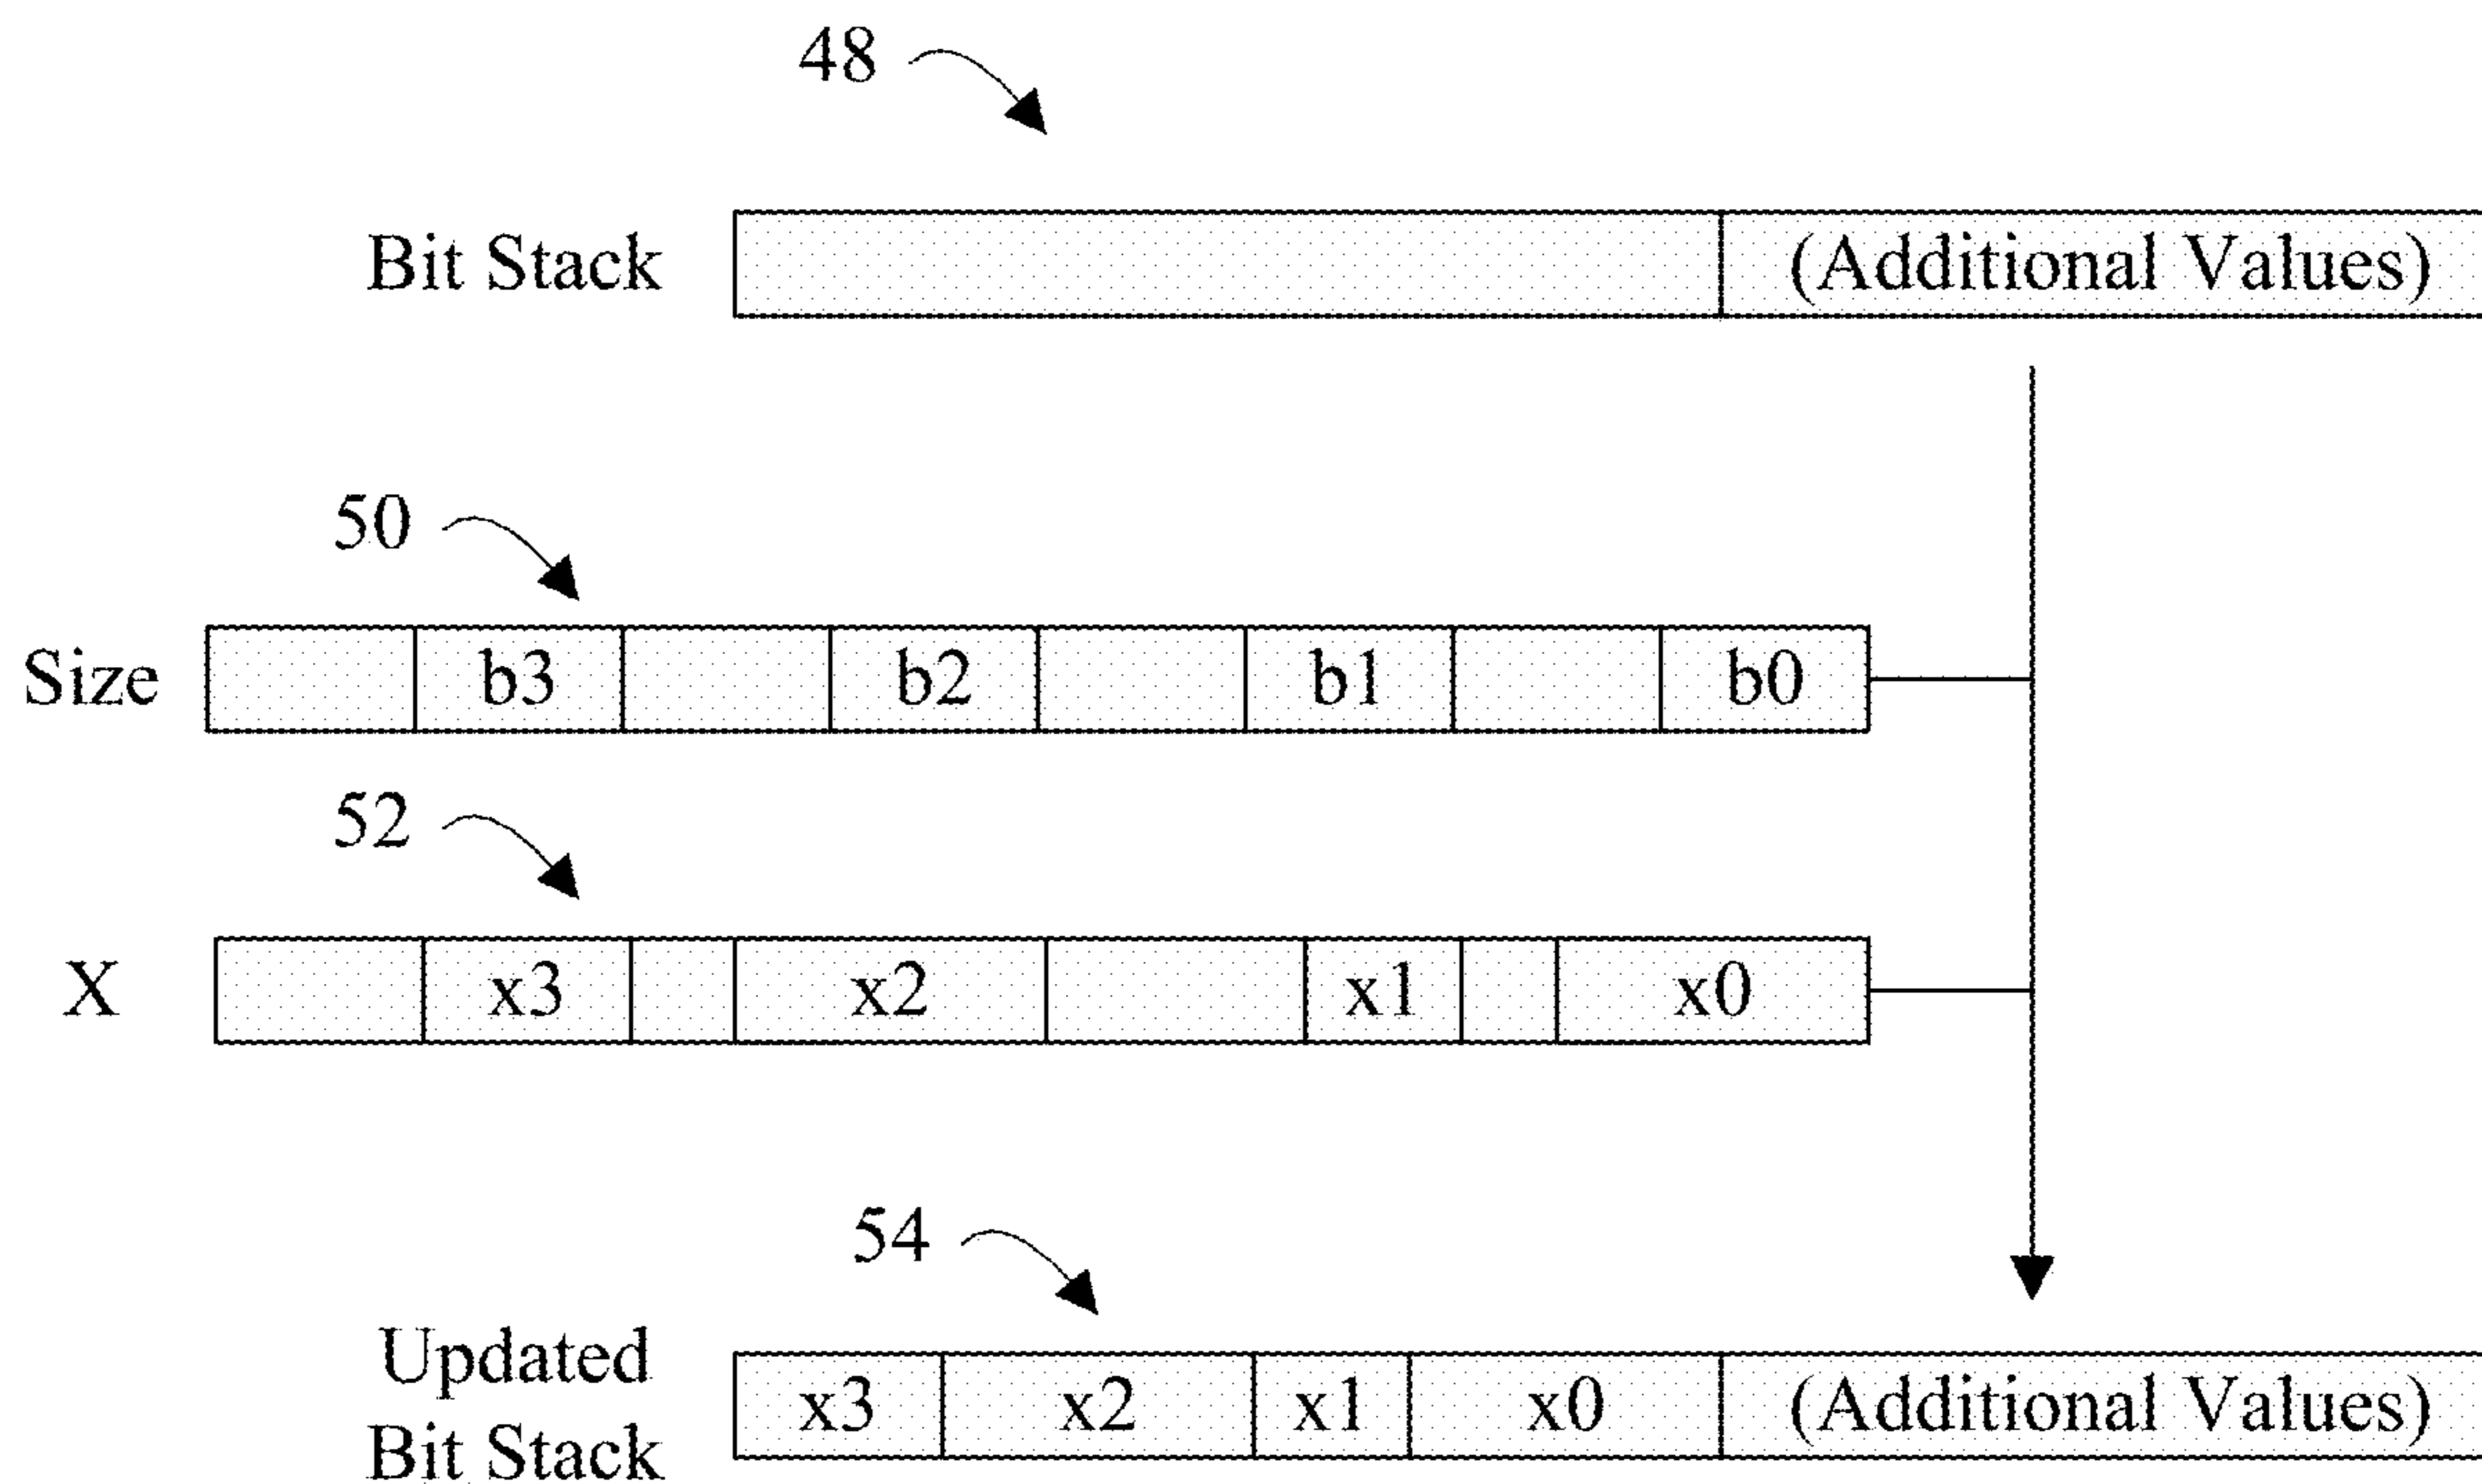 48
Bit Stack (Additional Values)
50
Size b3 b2 b1 b0
52
X x3 x2 x1 x0
54
Updated
Bit Stack x3 x2 x1 x0 (Additional Values)